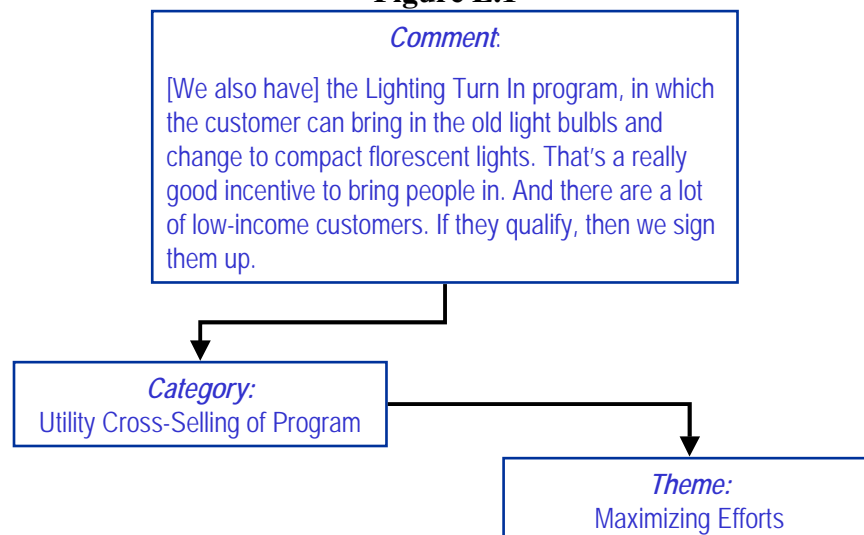 Figure E.1
Comment:
[We also have] the Lighting Turn In program, in which
the customer can bring in the old light bulbls and
change to compact florescent lights. That's a really
good incentive to bring people in. And there are a lot
of low-income customers. If they qualify, then we sign
them up.
Category:
Utility Cross-Selling of Program
Theme:
Maximizing Efforts